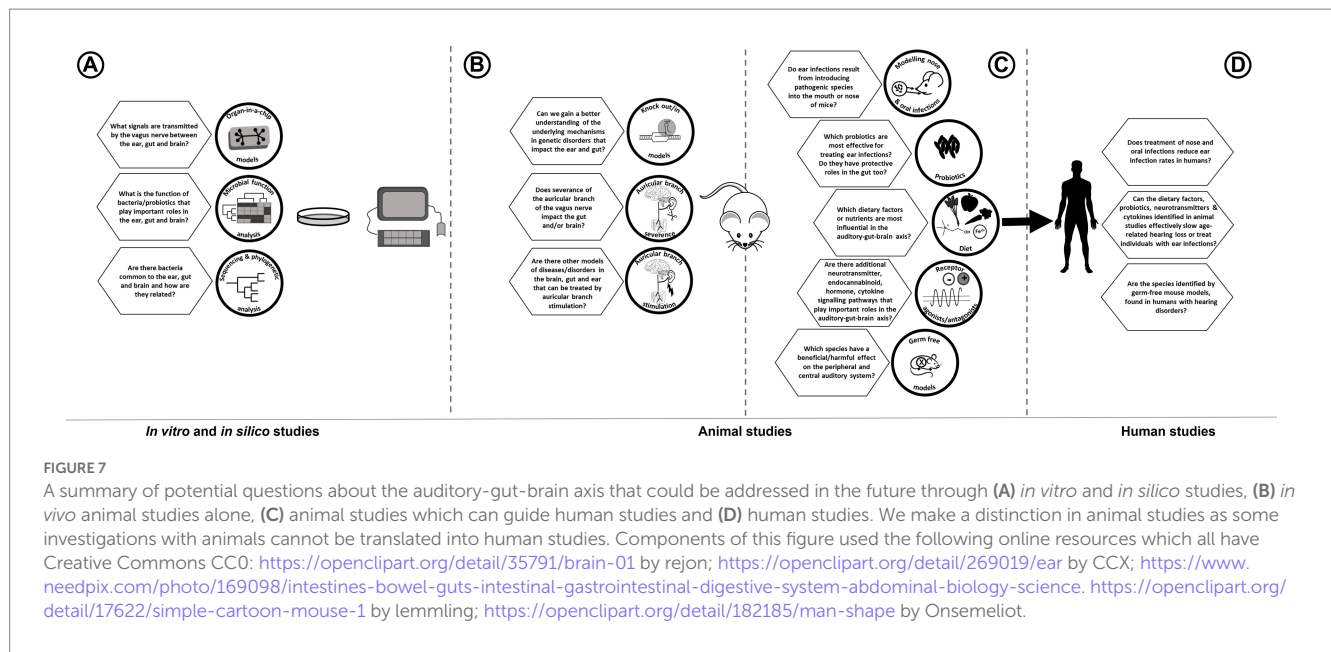 A
What signals are transmitted
by the vagus nerve between
the ear, gut and brain?
Organ-in-a-chip
models
What is the function of
bacteria/probiotics that
play important roles in
the gut and brain?
Microbial function
analysis
Are there bacteria
common to the ear, gut
and brain and how are
they related?
Sequencing & phylogenetic
analysis
B
Can we gain a better
understanding of the
underlying mechanisms
in genetic disorders that
impact the ear and gut?
Knock out/in
models
Does severance of
the auricular branch
of the vagus nerve
impact the gut
and/or brain?
Auricular branch
severence
Are there other models
of diseases/disorders in
the brain, gut and ear
that can be treated by
auricular branch
stimulation?
Auricular branch
stimulation
C
Do ear infections result
from introducing
pathogenic species
into the mouth or nose
of mice?
Modelling nose
& oral infections
Which probiotics are
most effective for
treating ear infections?
Do they have protective
roles in the gut too?
Probiotics
Which dietary factors
or nutrients are most
influential in the
auditory-gut-brain axis?
OH
Fe²⁺
Diet
Are there additional
neurotransmitter,
endocannabinoid,
hormone, cytokine
signalling pathways that
play important roles in the
auditory-gut-brain axis?
Receptor
- +
agonists/antagonists
Which species have a
beneficial/harmful effect
on the peripheral and
central auditory system?
Germ free
X
models
D
Does treatment of nose and
oral infections reduce ear
infection rates in humans?
Can the dietary factors,
probiotics, neurotransmitters &
cytokines identified in animal
studies effectively slow age-
related hearing loss or treat
individuals with ear infections?
Are the species identified by
germ-free mouse models,
found in humans with hearing
disorders?
In vitro and in silico studies
Animal studies
Human studies
FIGURE 7
A summary of potential questions about the auditory-gut-brain axis that could be addressed in the future through (A) in vitro and in silico studies, (B) in
vivo animal studies alone, (C) animal studies which can guide human studies and (D) human studies. We make a distinction in animal studies as some
investigations with animals cannot be translated into human studies. Components of this figure used the following online resources which all have
Creative Commons CC0: https://openclipart.org/detail/35791/brain-01 by rejon; https://openclipart.org/detail/269019/ear by CCX; https://www.
needpix.com/photo/169098/intestines-bowel-guts-intestinal-gastrointestinal-digestive-system-abdominal-biology-science. https://openclipart.org/
detail/17622/simple-cartoon-mouse-1 by lemmling; https://openclipart.org/detail/182185/man-shape by Onsemeliot.